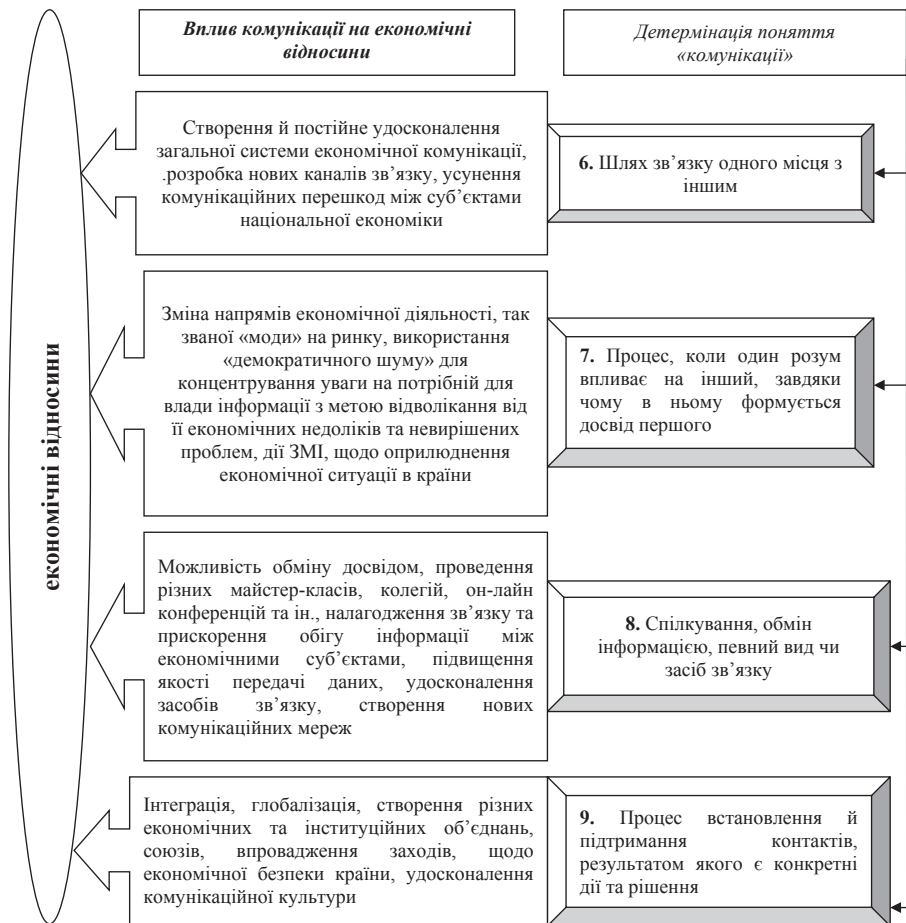 Вплив комунікації на економічні
відносини
Детермінація поняття
«комунікації»
економічні відносини
Створення й постійне удосконалення
загальної системи економічної комунікації,
.розробка нових каналів зв’язку, усунення
комунікаційних перешкод між суб’єктами
національної економіки
6. Шлях зв’язку одного місця з
іншим
Зміна напрямів економічної діяльності, так
званої «моди» на ринку, використання
«демократичного шуму» для
концентрування уваги на потрібній для
влади інформації з метою відволікання від
її економічних недоліків та невирішених
проблем, дії ЗМІ, щодо оприлюднення
економічної ситуації в країни
7. Процес, коли один розум
впливає на інший, завдяки
чому в ньому формується
досвід першого
Можливість обміну досвідом, проведення
різних майстер-класів, колегій, он-лайн
конференцій та ін., налагодження зв’язку та
прискорення обігу інформації між
економічними суб’єктами, підвищення
якості передачі даних, удосконалення
засобів зв’язку, створення нових
комунікаційних мереж
8. Спілкування, обмін
інформацією, певний вид чи
засіб зв’язку
Інтеграція, глобалізація, створення різних
економічних та інституційних об’єднань,
союзів, впровадження заходів, щодо
економічної безпеки країни, удосконалення
комунікаційної культури
9. Процес встановлення й
підтримання контактів,
результатом якого є конкретні
дії та рішення